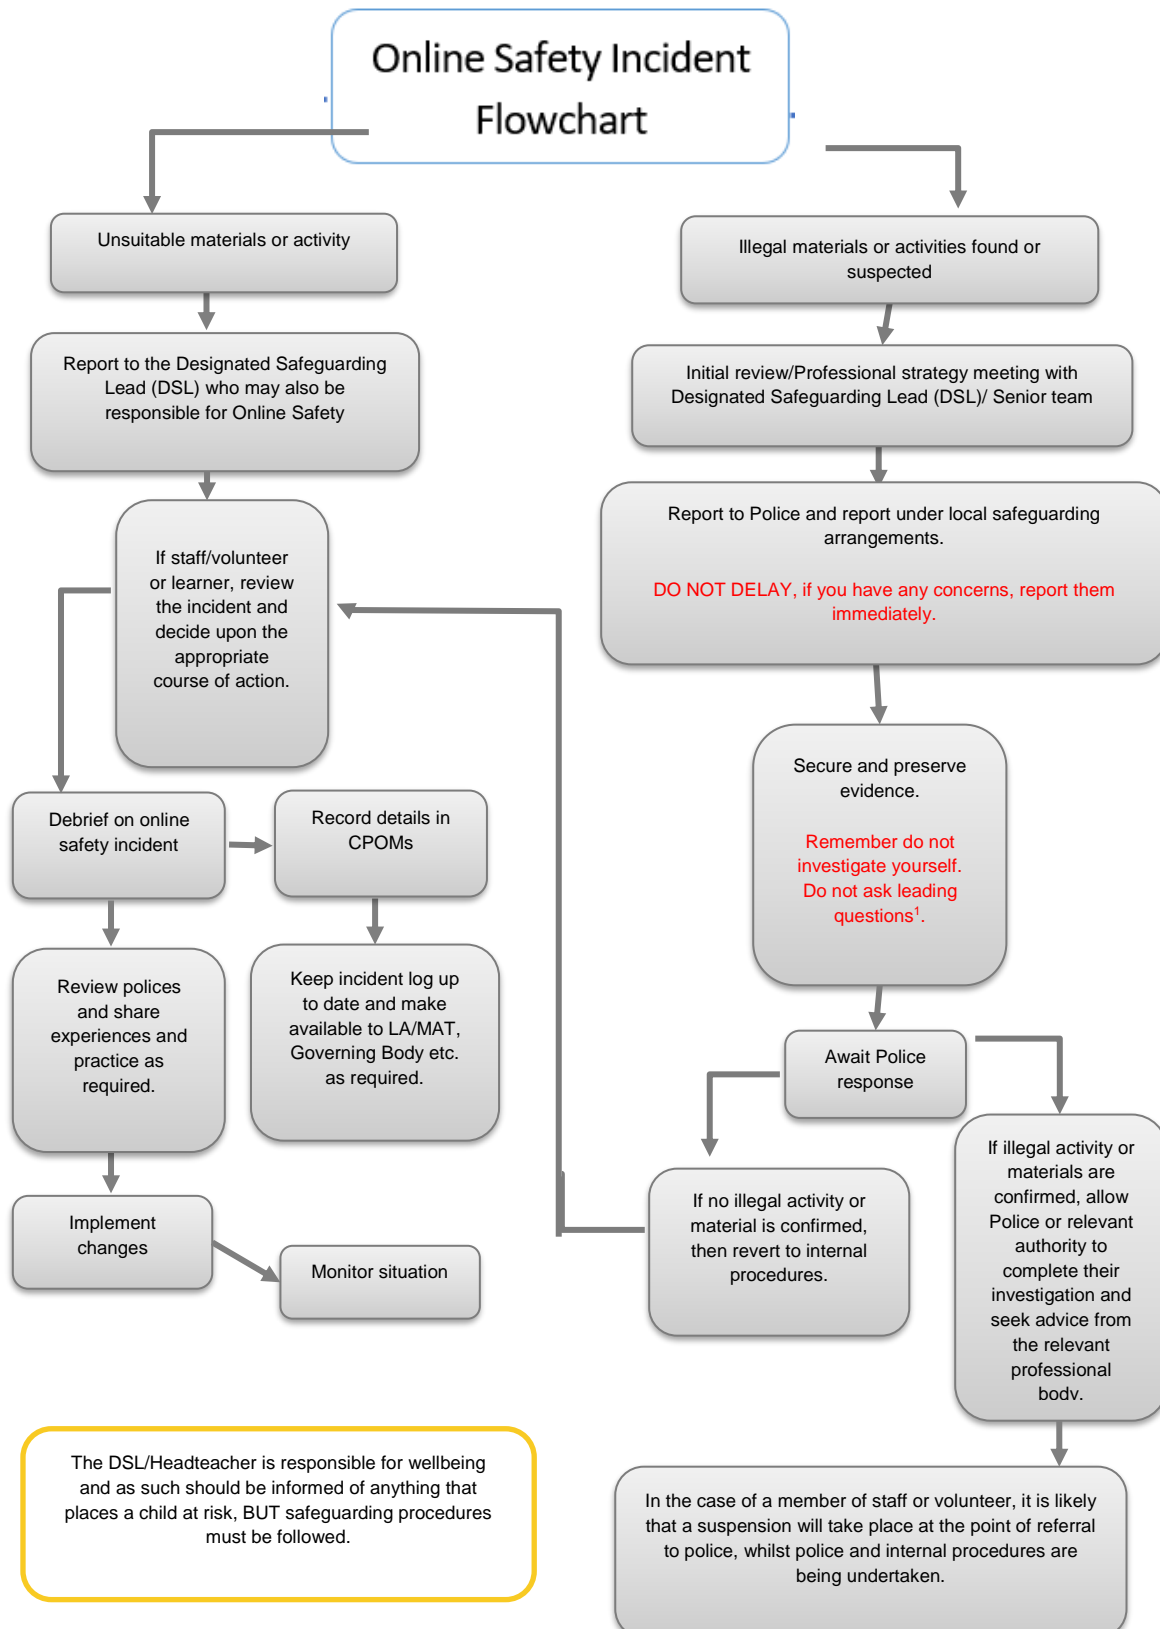 Online Safety Incident
Flowchart
Unsuitable materials or activity
Report to the Designated Safeguarding
Lead (DSL) who may also be
responsible for Online Safety
If staff/volunteer
or learner, review
the incident and
decide upon the
appropriate
course of action.
Debrief on online
safety incident
Record details in
CPOMs
Review polices
and share
experiences and
practice as
required.
Keep incident log up
to date and make
available to LA/MAT,
Governing Body etc.
as required.
Implement
changes
Monitor situation
The DSL/Headteacher is responsible for wellbeing
and as such should be informed of anything that
places a child at risk, BUT safeguarding procedures
must be followed.
Illegal materials or activities found or
suspected
Initial review/Professional strategy meeting with
Designated Safeguarding Lead (DSL)/ Senior team
Report to Police and report under local safeguarding
arrangements.
DO NOT DELAY, if you have any concerns, report them
immediately.
Secure and preserve
evidence.
Remember do not
investigate yourself.
Do not ask leading
questions¹.
Await Police
response
If no illegal activity or
material is confirmed,
then revert to internal
procedures.
If illegal activity or
materials are
confirmed, allow
Police or relevant
authority to
complete their
investigation and
seek advice from
the relevant
professional
body.
In the case of a member of staff or volunteer, it is likely
that a suspension will take place at the point of referral
to police, whilst police and internal procedures are
being undertaken.